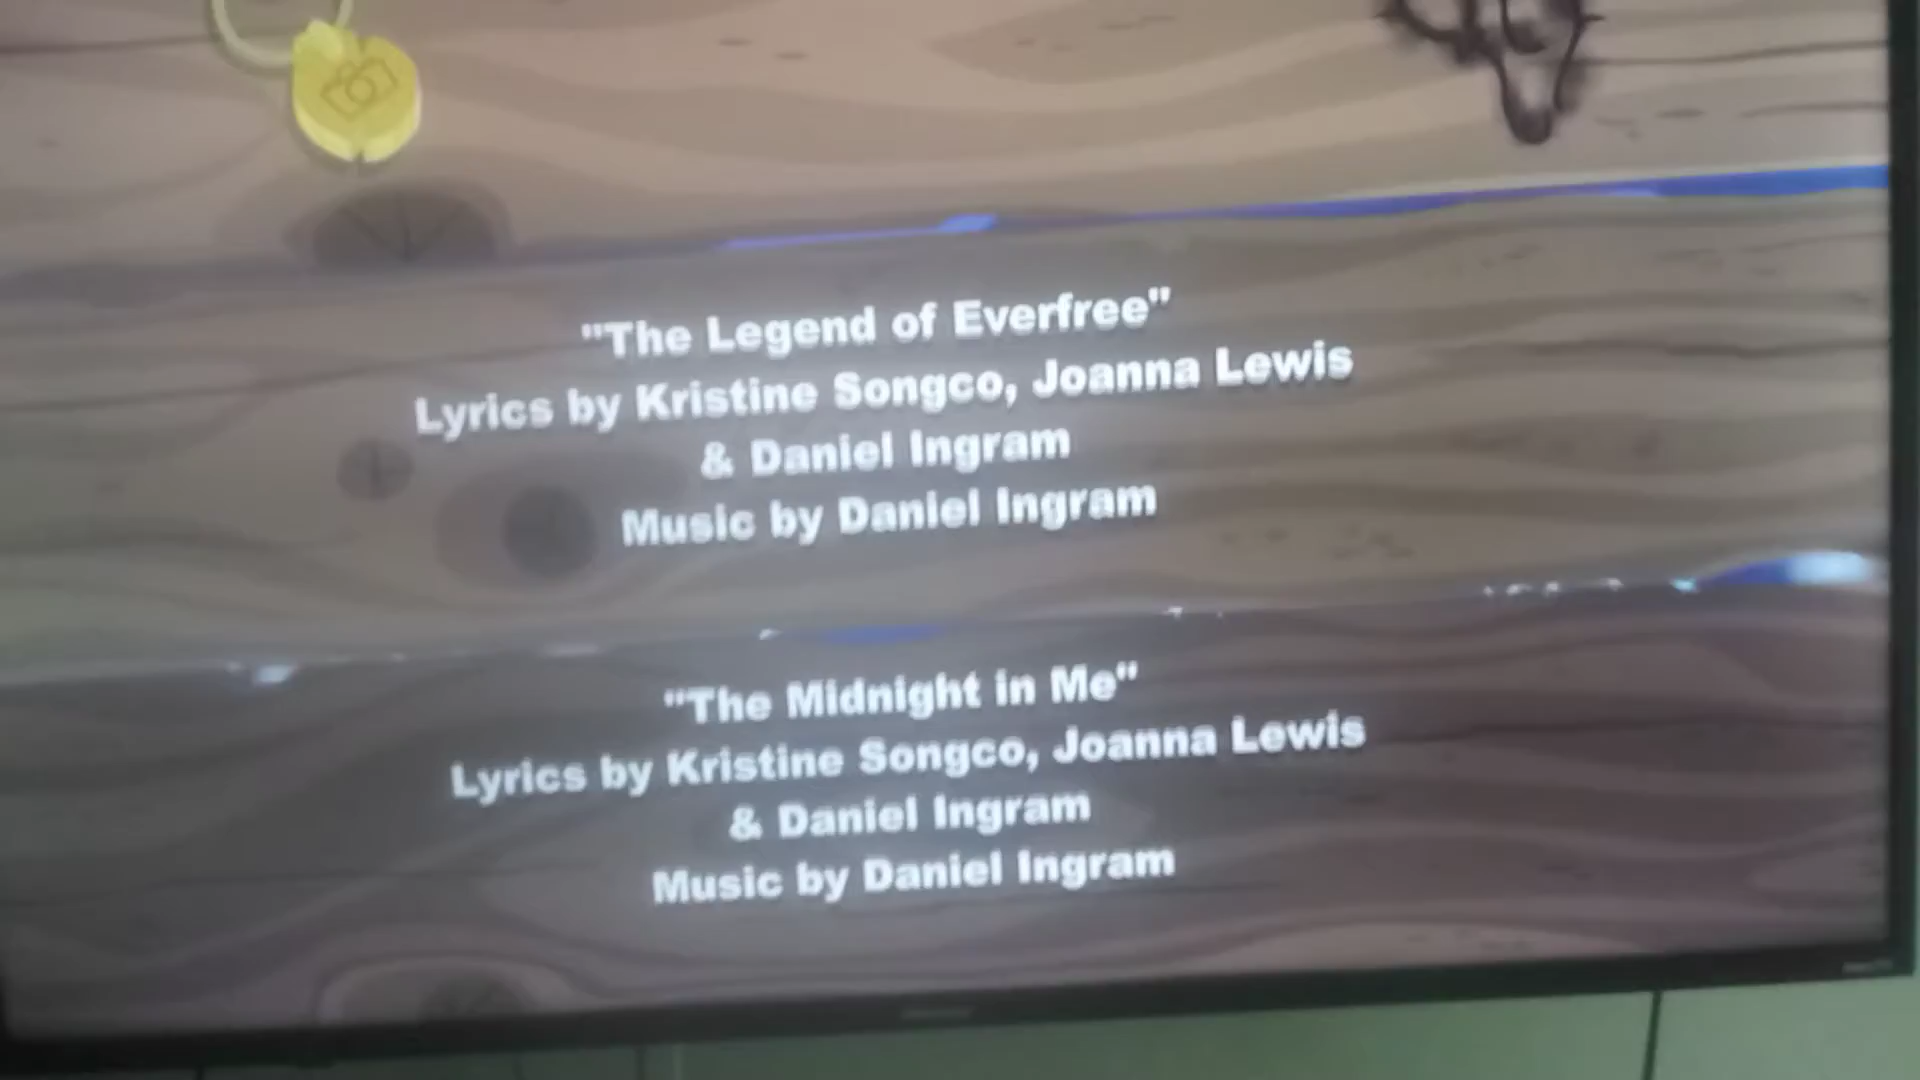 "The Legend of Everfree"
Lyrics by Kristine Songco, Joanna Lewis
& Daniel Ingram
Music by Daniel Ingram
"The Midnight in Me"
Lyrics by Kristine Songco, Joanna Lewis
& Daniel Ingram
Music by Daniel Ingram